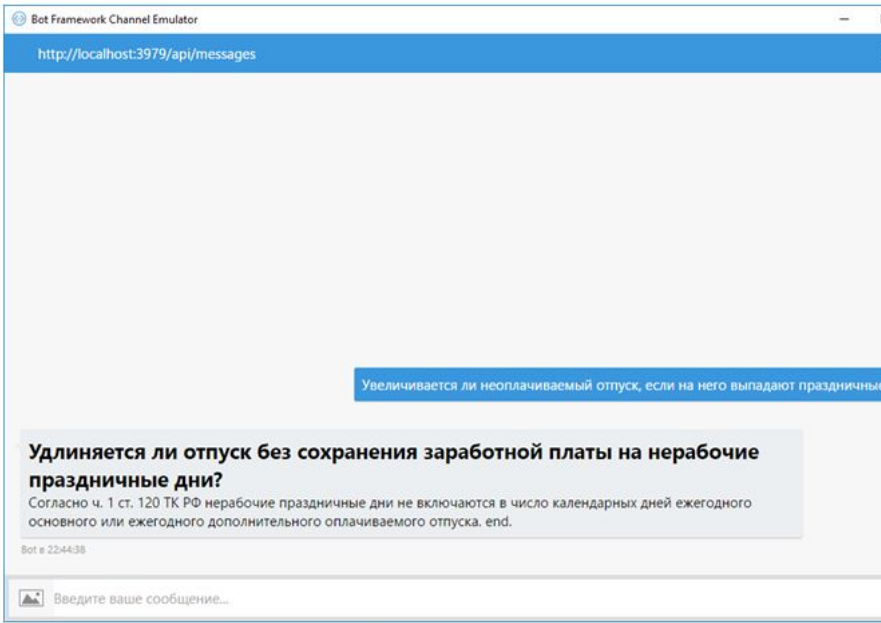 Bot Framework Channel Emulator
http://localhost:3979/api/messages
Увеличивается ли неоплачиваемый отпуск, если на него выпадают праздничные
Удлиняется ли отпуск без сохранения заработной платы на нерабочие
праздничные дни?
Согласно ч. 1 ст. 120 ТК РФ нерабочие праздничные дни не включаются в число календарных дней ежегодного
основного или ежегодного дополнительного оплачиваемого отпуска. end.
Bot в 22:44:38
Введите ваше сообщение...